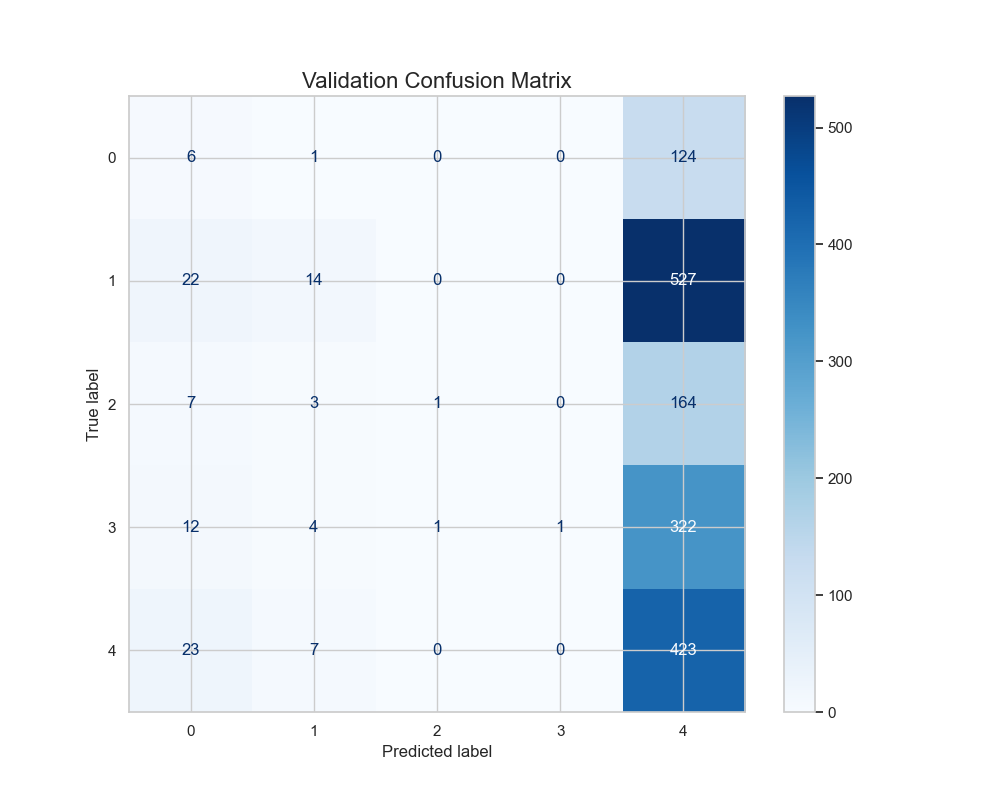 Validation Confusion Matrix
True label
0 6 1 0 0 124
1 22 14 0 0 527
2 7 3 1 0 164
3 12 4 1 1 322
4 23 7 0 0 423
0 1 2 3 4
Predicted label
500
400
300
200
100
0